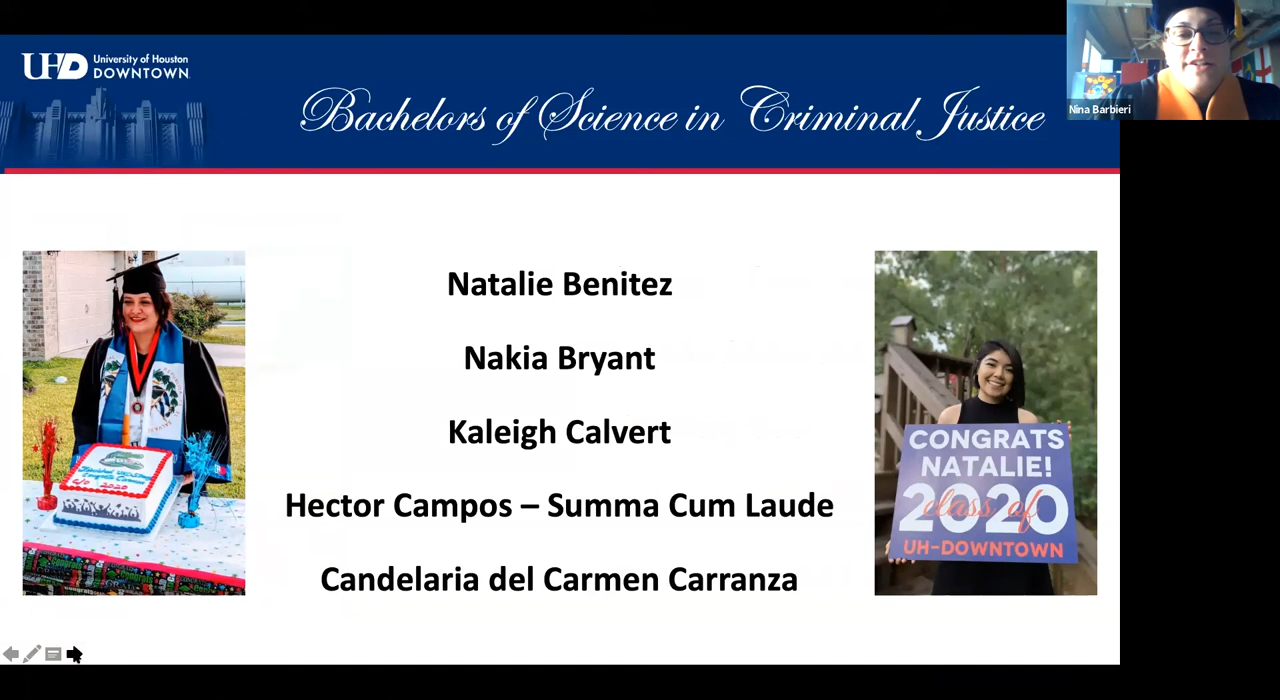 UHD University of Houston
DOWNTOWN
Bachelors of Science in Criminal Justice
Nina Barbieri
Natalie Benitez
Nakia Bryant
Kaleigh Calvert
Hector Campos – Summa Cum Laude
Candelaria del Carmen Carranza
CONGRATS
NATALIE!
2020
class of
UH-DOWNTOWN
c/o 2020